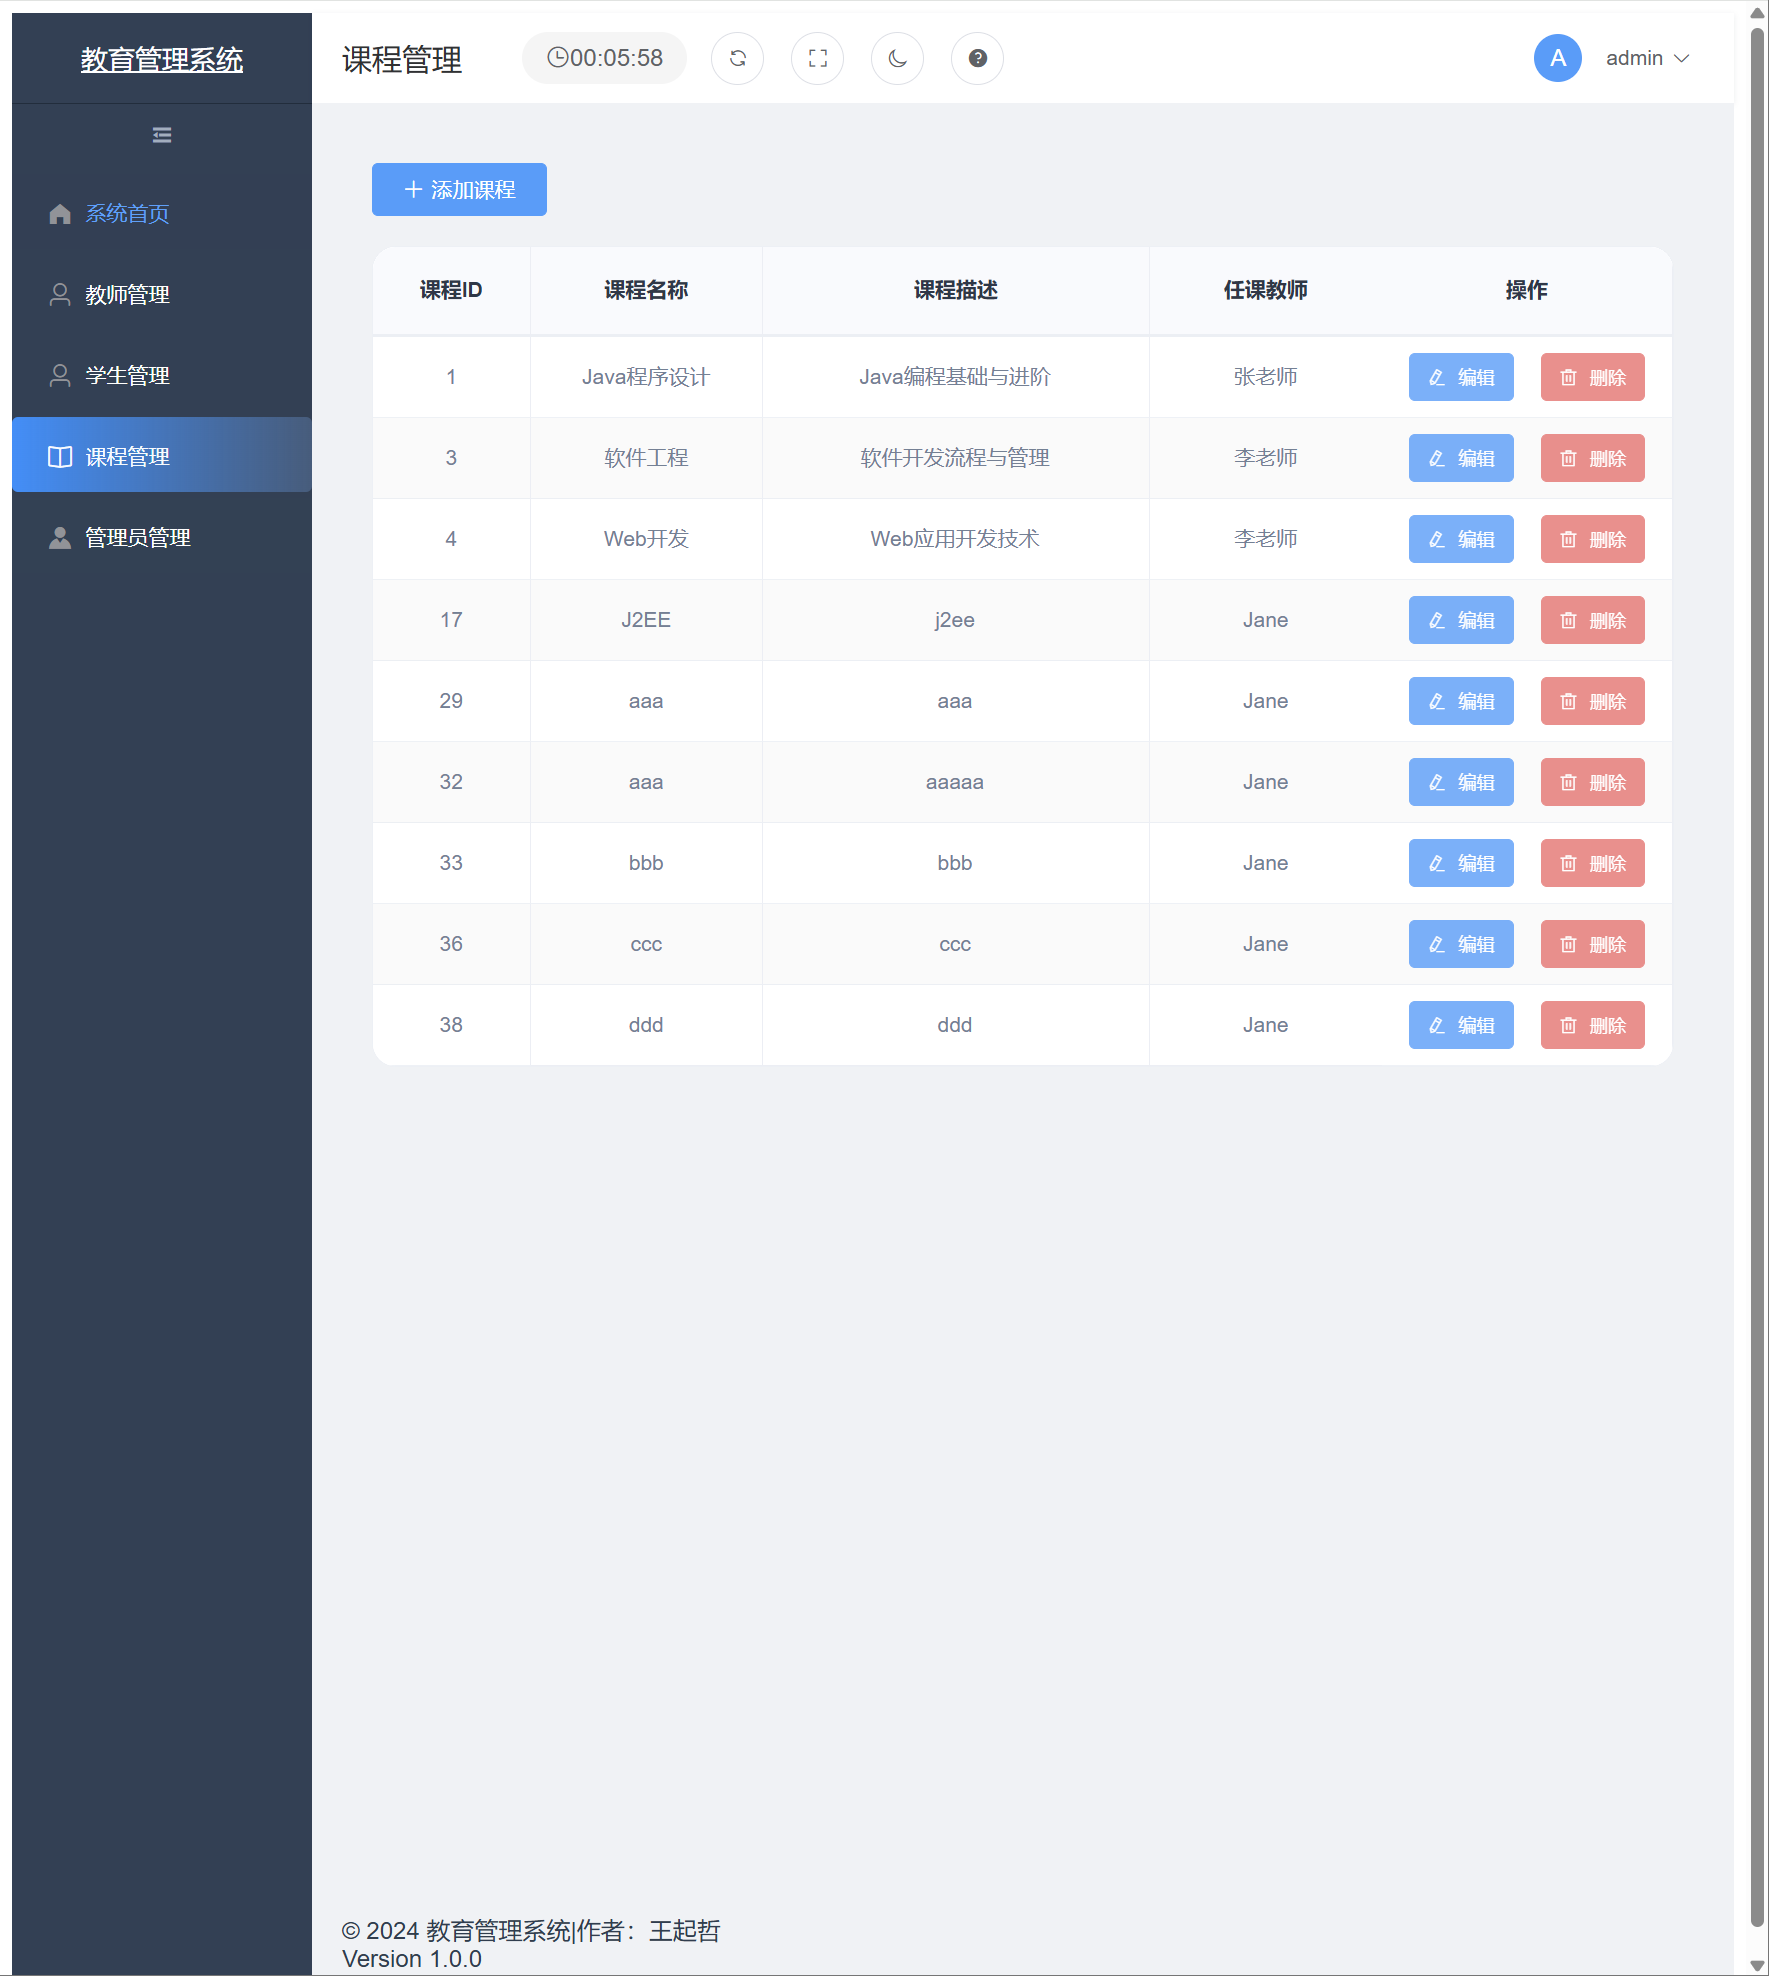 教育管理系统
系统首页
教师管理
学生管理
课程管理
管理员管理
课程管理 00:05:58 A admin
添加课程
课程ID 课程名称 课程描述 任课教师 操作
1 Java程序设计 Java编程基础与进阶 张老师 编辑 删除
3 软件工程 软件开发流程与管理 李老师 编辑 删除
4 Web开发 Web应用开发技术 李老师 编辑 删除
17 J2EE j2ee Jane 编辑 删除
29 aaa aaa Jane 编辑 删除
32 aaa aaaaa Jane 编辑 删除
33 bbb bbb Jane 编辑 删除
36 ccc ccc Jane 编辑 删除
38 ddd ddd Jane 编辑 删除
© 2024 教育管理系统|作者：王起哲
Version 1.0.0